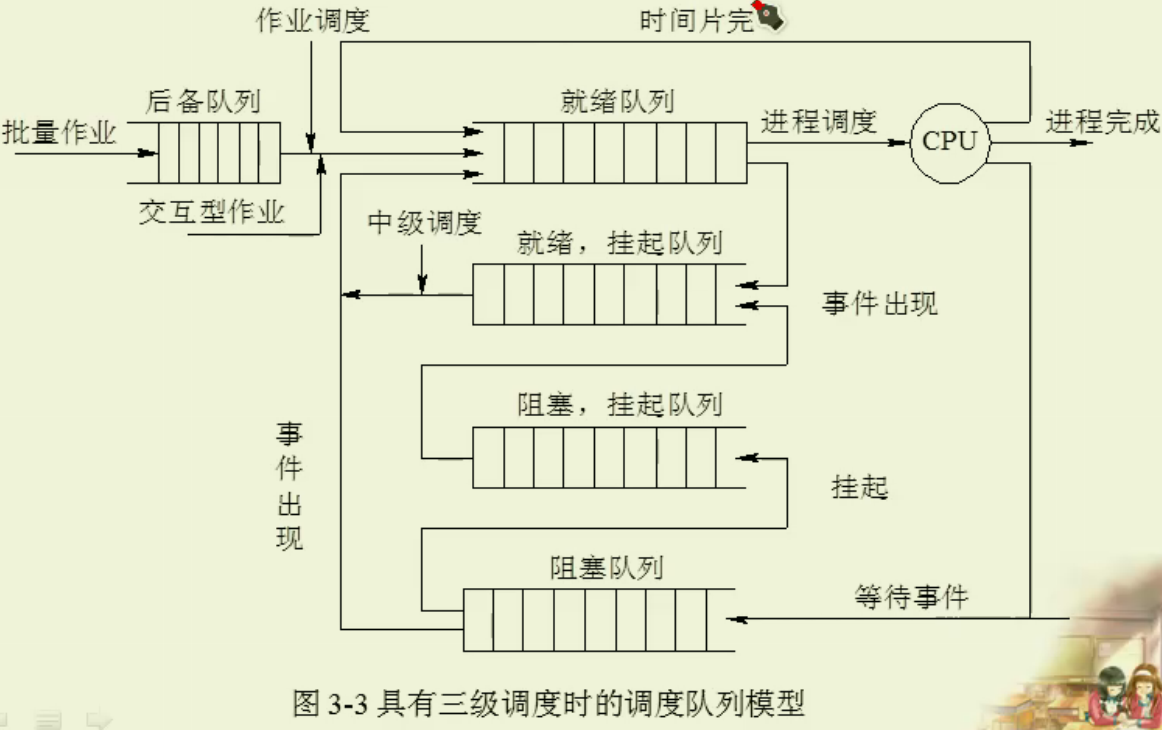 作业调度
时间片完
后备队列
就绪队列
批量作业
进程调度
CPU
进程完成
交互型作业
中级调度
就绪，挂起队列
事件出现
阻塞，挂起队列
事件出现
挂起
阻塞队列
等待事件
图 3-3 具有三级调度时的调度队列模型